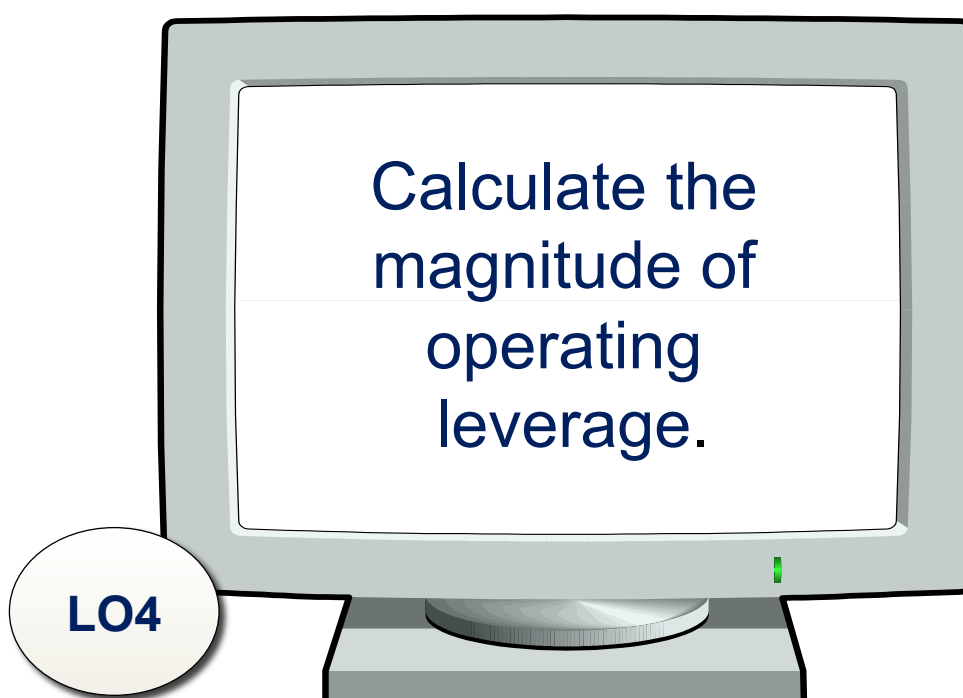 Calculate the
magnitude of
operating
leverage.
LO4